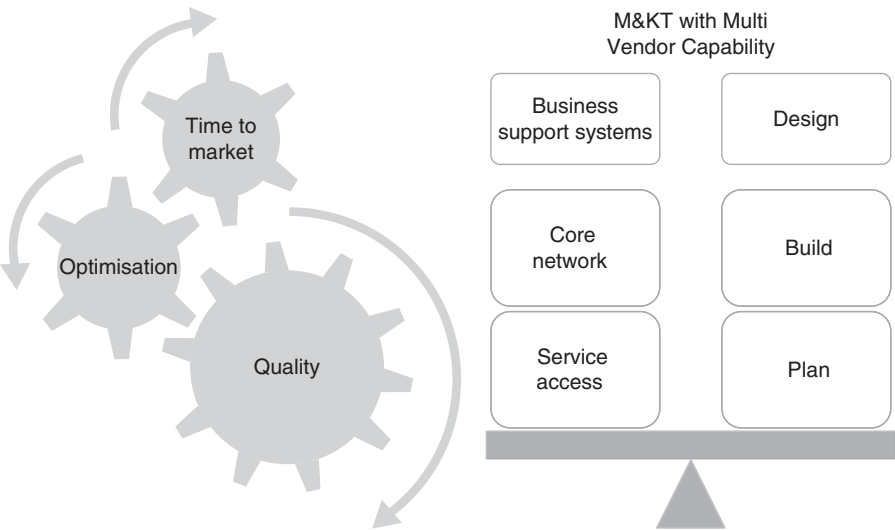 Time to
market
Optimisation
Quality
M&KT with Multi
Vendor Capability
Business
support systems
Design
Core
network
Build
Service
access
Plan